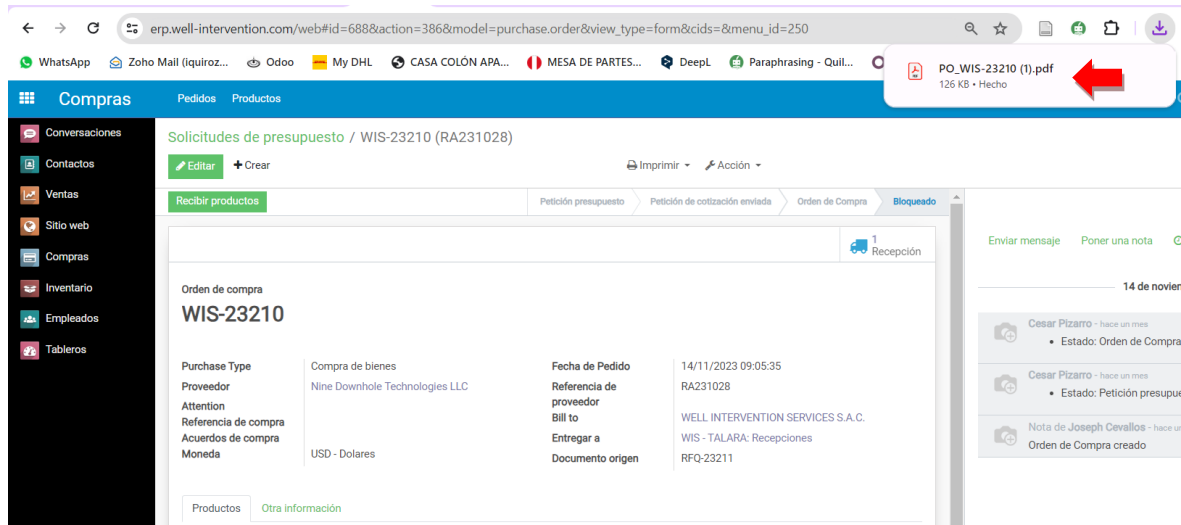 erp.well-intervention.com/web#id=688&action=386&model=purchase.order&view_type=form&cids=&menu_id=250
WhatsApp Zoho Mail (iquiroz... Odoo My DHL CASA COLÓN APA... MESA DE PARTES... DeepL Paraphrasing - Quil...
PO_WIS-23210 (1).pdf
126 KB • Hecho
Compras Pedidos Productos
Conversaciones
Contactos
Ventas
Sitio web
Compras
Inventario
Empleados
Tableros
Solicitudes de presupuesto / WIS-23210 (RA231028)
Editar Crear Imprimir Acción
Recibir productos Petición presupuesto Petición de cotización enviada Orden de Compra Bloqueado
1
Recepción
Orden de compra
WIS-23210
Purchase Type Compra de bienes
Proveedor Nine Downhole Technologies LLC
Attention
Referencia de compra
Acuerdos de compra
Moneda USD - Dolares
Fecha de Pedido 14/11/2023 09:05:35
Referencia de proveedor RA231028
Bill to WELL INTERVENTION SERVICES S.A.C.
Entregar a WIS - TALARA: Recepciones
Documento origen RFQ-23211
Productos Otra información
Enviar mensaje Poner una nota
14 de noviem
Cesar Pizarro - hace un mes
• Estado: Orden de Compra
Cesar Pizarro - hace un mes
• Estado: Petición presupue
Nota de Joseph Cevallos - hace u
Orden de Compra creado